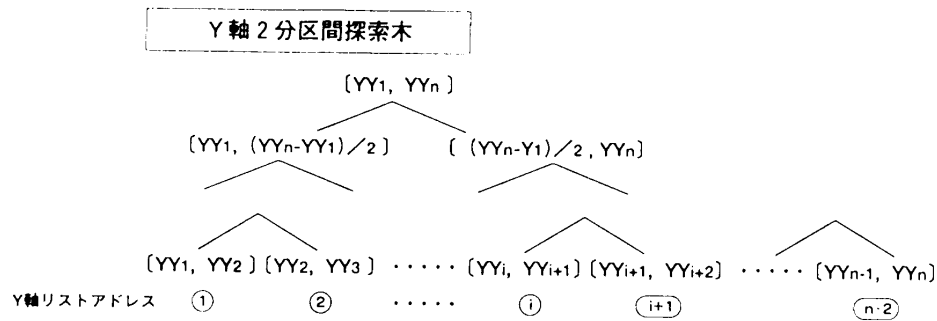 Y軸2分区間探索木
[YY1, YYn]
[YY1, (YYn-YY1)/2] [(YYn-Y1)/2, YYn]
[YY1, YY2] [YY2, YY3] ····· [YYi, YYi+1] [YYi+1, YYi+2] ····· [YYn-1, YYn]
Y軸リストアドレス ① ② ····· ⓘ i+1 n-2